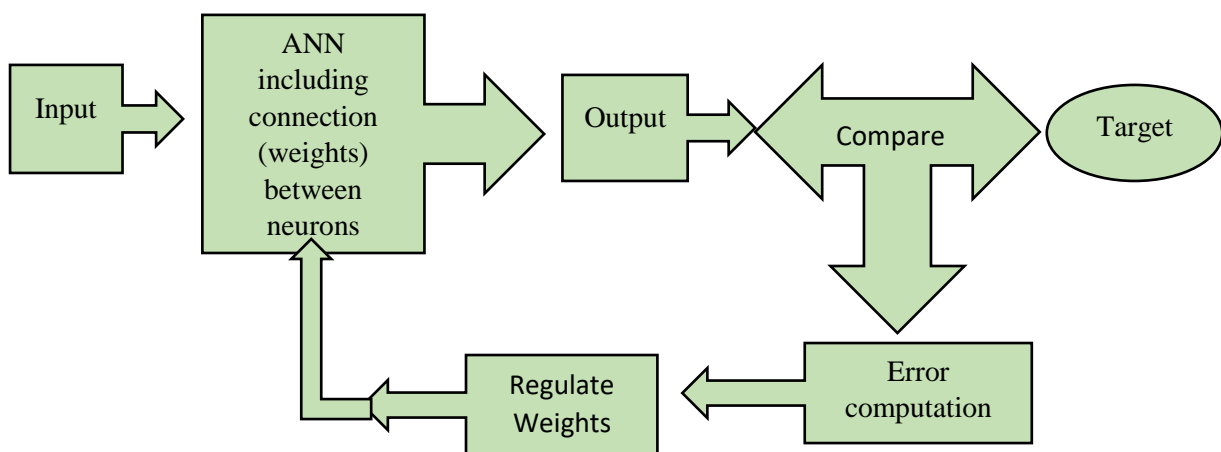 Input
ANN
including
connection
(weights)
between
neurons
Output
Compare
Target
Error
computation
Regulate
Weights